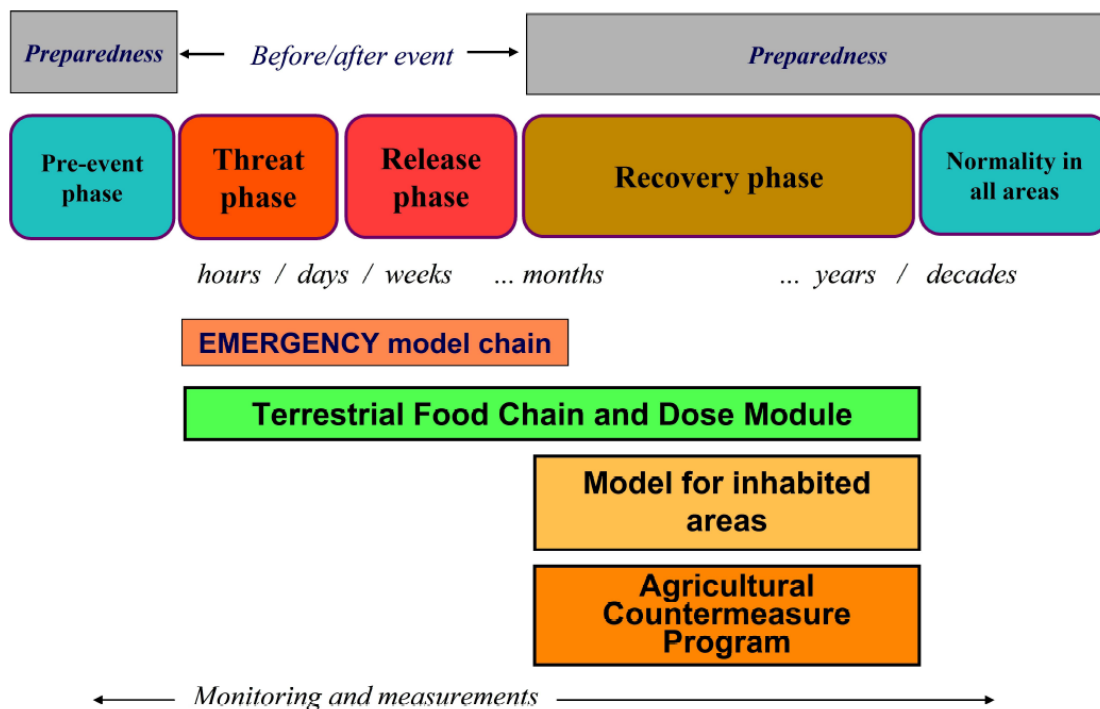 Preparedness
Before/after event
Preparedness
Pre-event
phase
Threat
phase
Release
phase
Recovery phase
Normality in
all areas
hours / days / weeks ... months ... years / decades
EMERGENCY model chain
Terrestrial Food Chain and Dose Module
Model for inhabited
areas
Agricultural
Countermeasure
Program
Monitoring and measurements